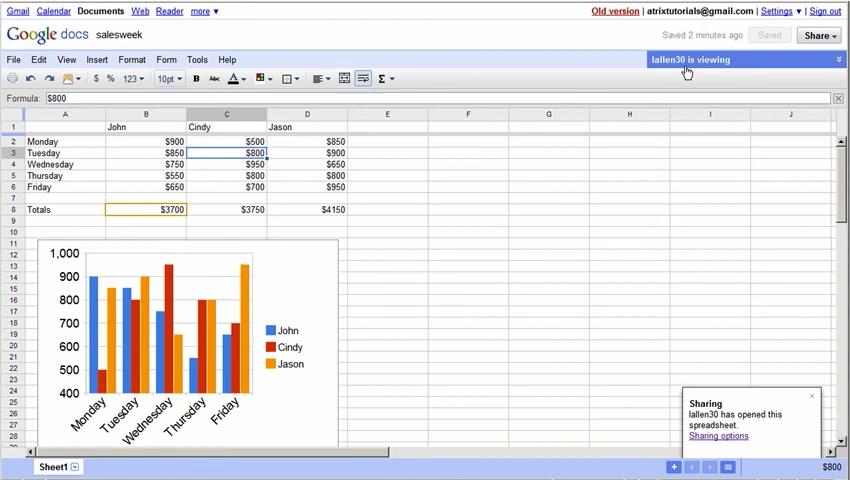 Gmail Calendar Documents Web Reader more ▼ Old version | atrixtutorials@gmail.com | Settings ▼ | Sign out
Google docs salesweek Saved 2 minutes ago Saved Share
File Edit View Insert Format Form Tools Help lallen30 is viewing
$ % 123 10pt B Abc A Σ
Formula: $800
A B C D E F G H I J
1 John Cindy Jason
2 Monday $900 $500 $850
3 Tuesday $850 $800 $900
4 Wednesday $750 $950 $650
5 Thursday $550 $800 $800
6 Friday $650 $700 $950
7
8 Totals $3700 $3750 $4150
9
10
11
12
13
14
15
16
17
18
19
20
21
22
23
24
25
26
27
28
1,000
900
800
700
600
500
400
Monday Tuesday Wednesday Thursday Friday
John
Cindy
Jason
Sharing
lallen30 has opened this
spreadsheet.
Sharing options
Sheet1 $800